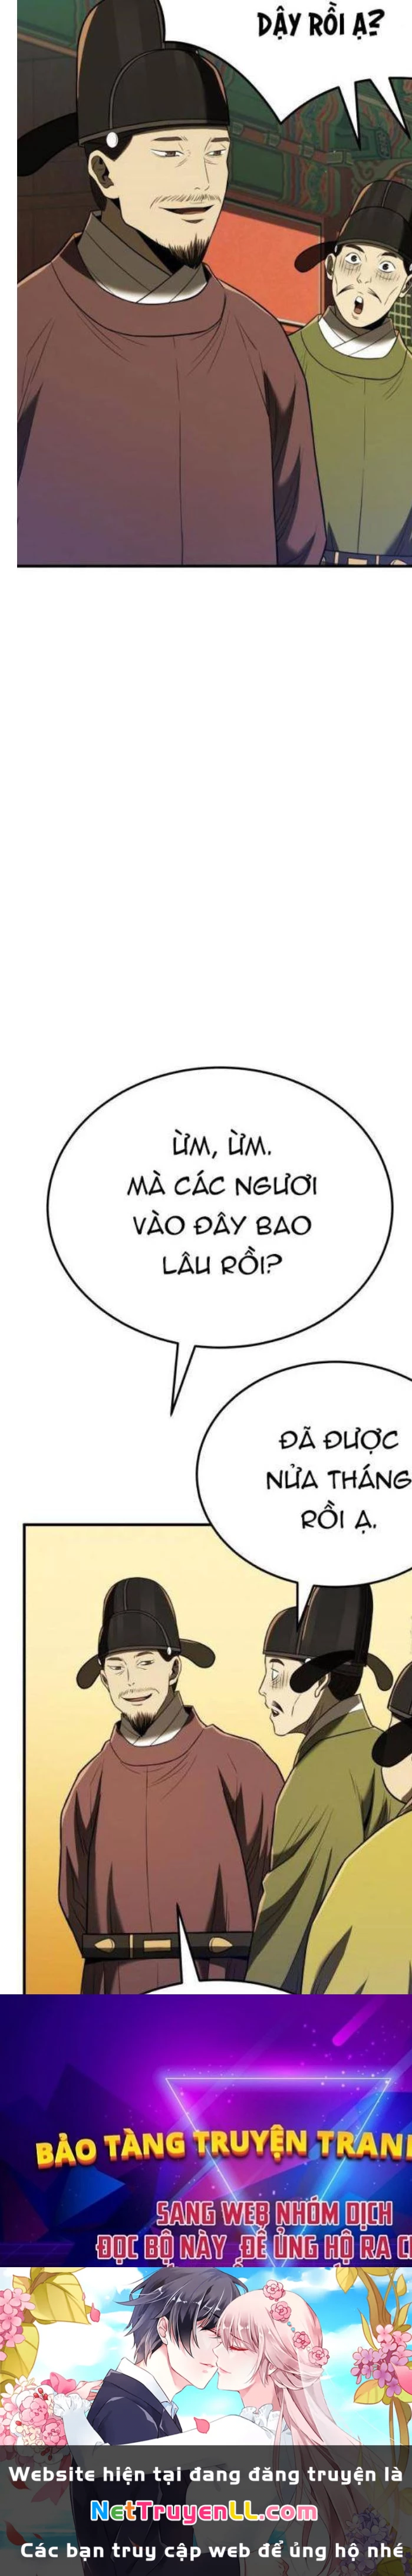 DẬY RỒI Ạ?
ỪM, ỪM.
MÀ CÁC NGƯƠI
VÀO ĐÂY BAO
LÂU RỒI?
ĐÃ ĐƯỢC
NỬA THÁNG
RỒI Ạ.
BẢO TÀNG TRUYỆN TRAN
SANG WEB NHÓM DỊCH
ĐỌC BỘ NÀY ĐỂ ỦNG HỘ RA C
Website hiện tại đang đăng truyện là
NetTruyenLL.com
Các bạn truy cập web để ủng hộ nhé